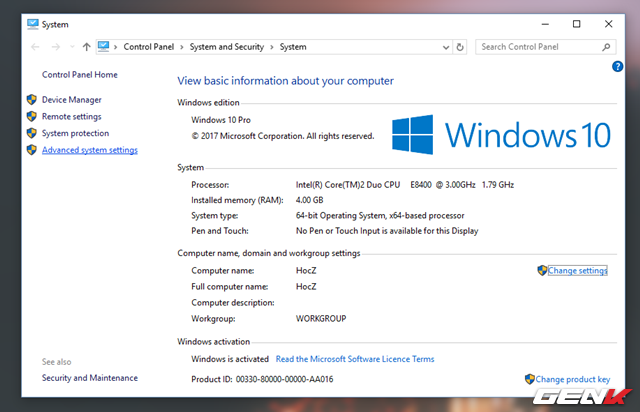 System
Control Panel > System and Security > System
Search Control Panel
?
Control Panel Home
Device Manager
Remote settings
System protection
Advanced system settings
View basic information about your computer
Windows edition
Windows 10 Pro
© 2017 Microsoft Corporation. All rights reserved.
Windows 10
System
Processor: Intel(R) Core(TM)2 Duo CPU E8400 @ 3.00GHz 1.79 GHz
Installed memory (RAM): 4.00 GB
System type: 64-bit Operating System, x64-based processor
Pen and Touch: No Pen or Touch Input is available for this Display
Computer name, domain and workgroup settings
Computer name: HocZ
Change settings
Full computer name: HocZ
Computer description:
Workgroup: WORKGROUP
Windows activation
Windows is activated Read the Microsoft Software Licence Terms
Product ID: 00330-80000-00000-AA016
Change product key
See also
Security and Maintenance
GENK